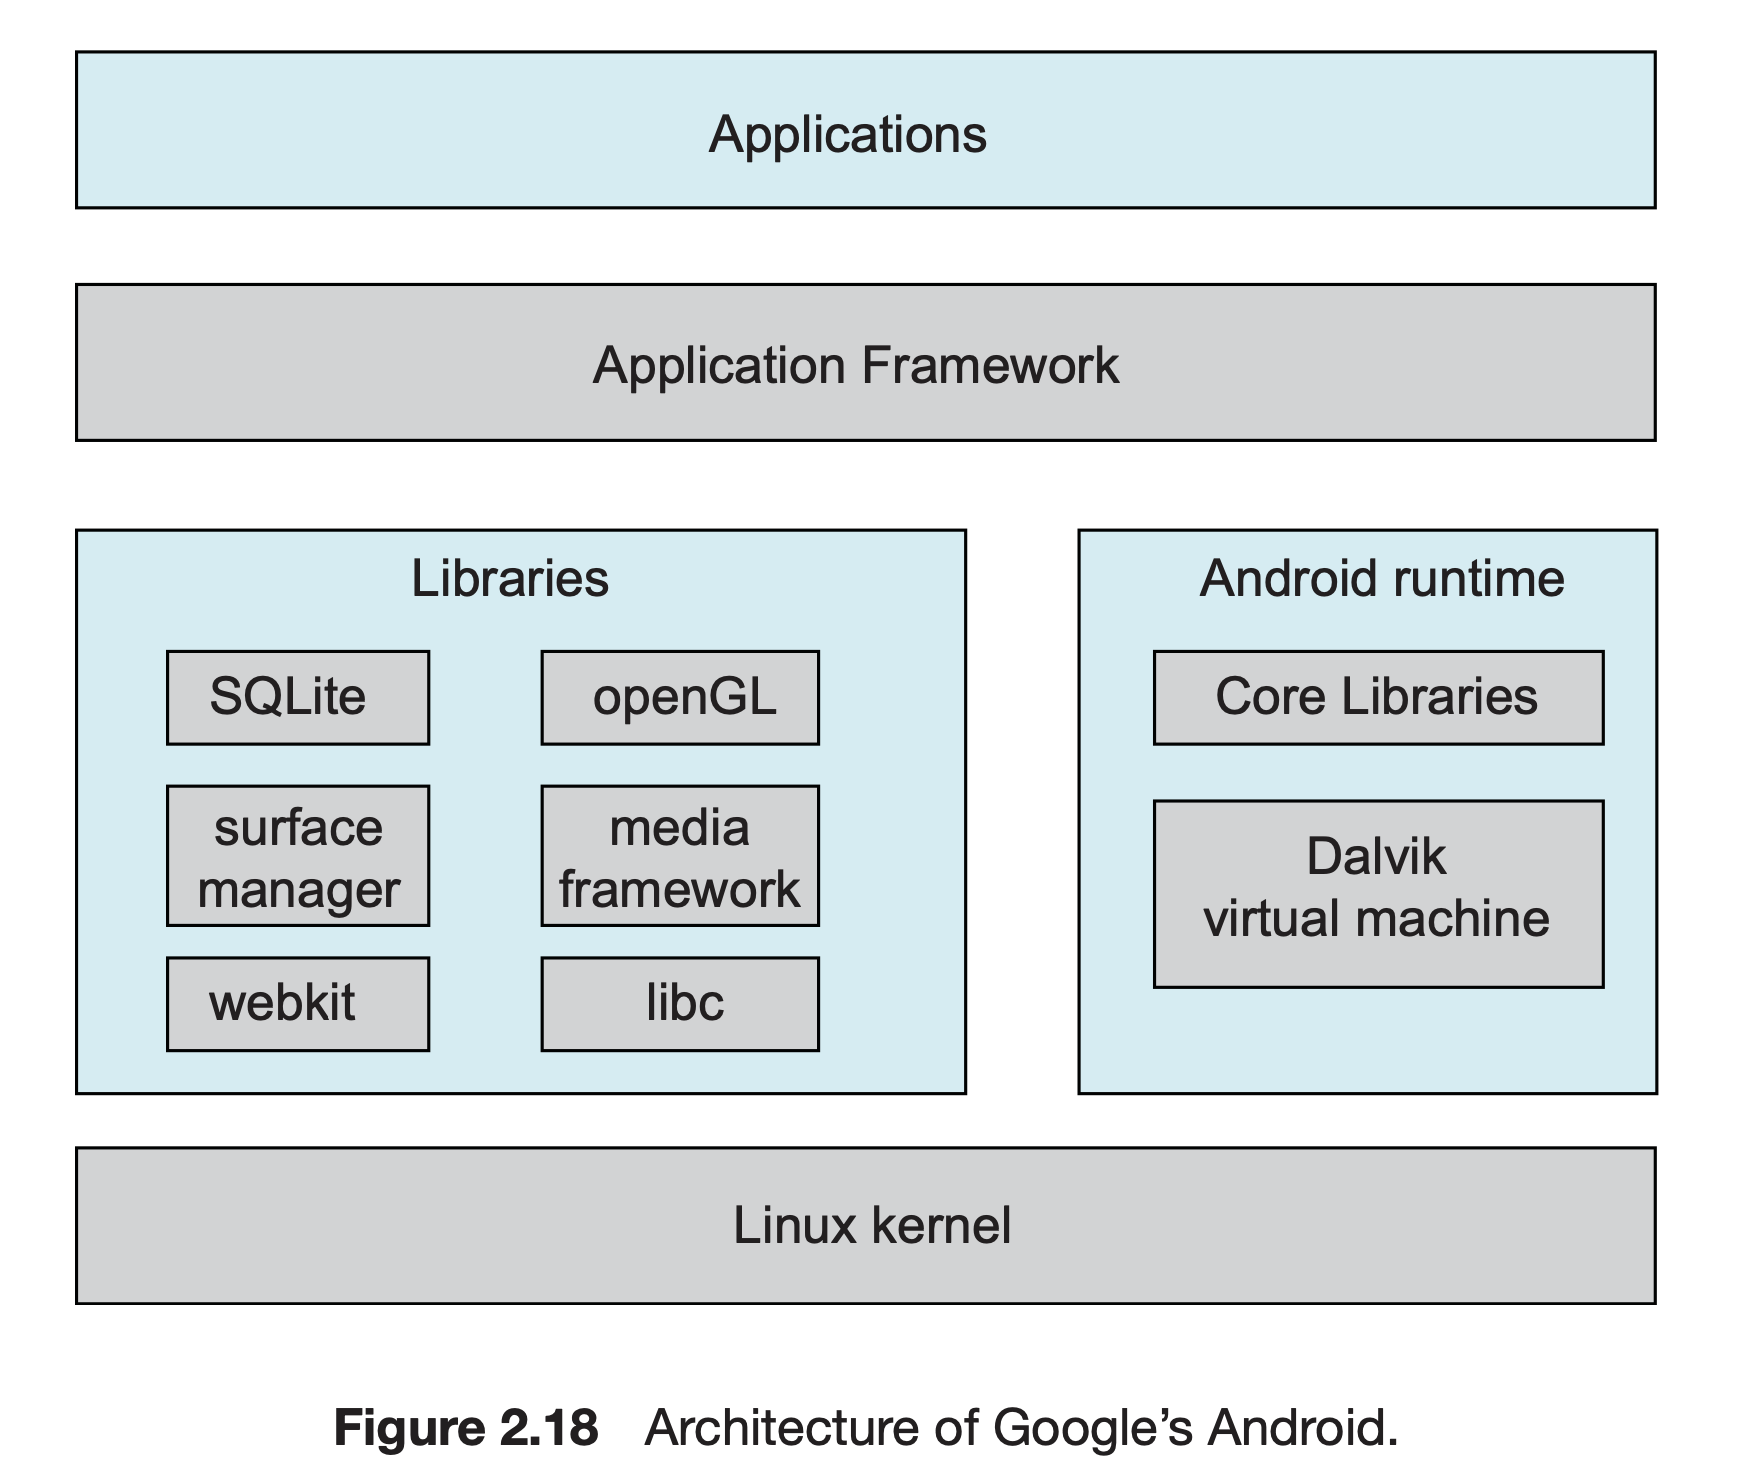 Applications
Application Framework
Libraries
SQLite
openGL
surface
manager
media
framework
webkit
libc
Android runtime
Core Libraries
Dalvik
virtual machine
Linux kernel
Figure 2.18 Architecture of Google’s Android.